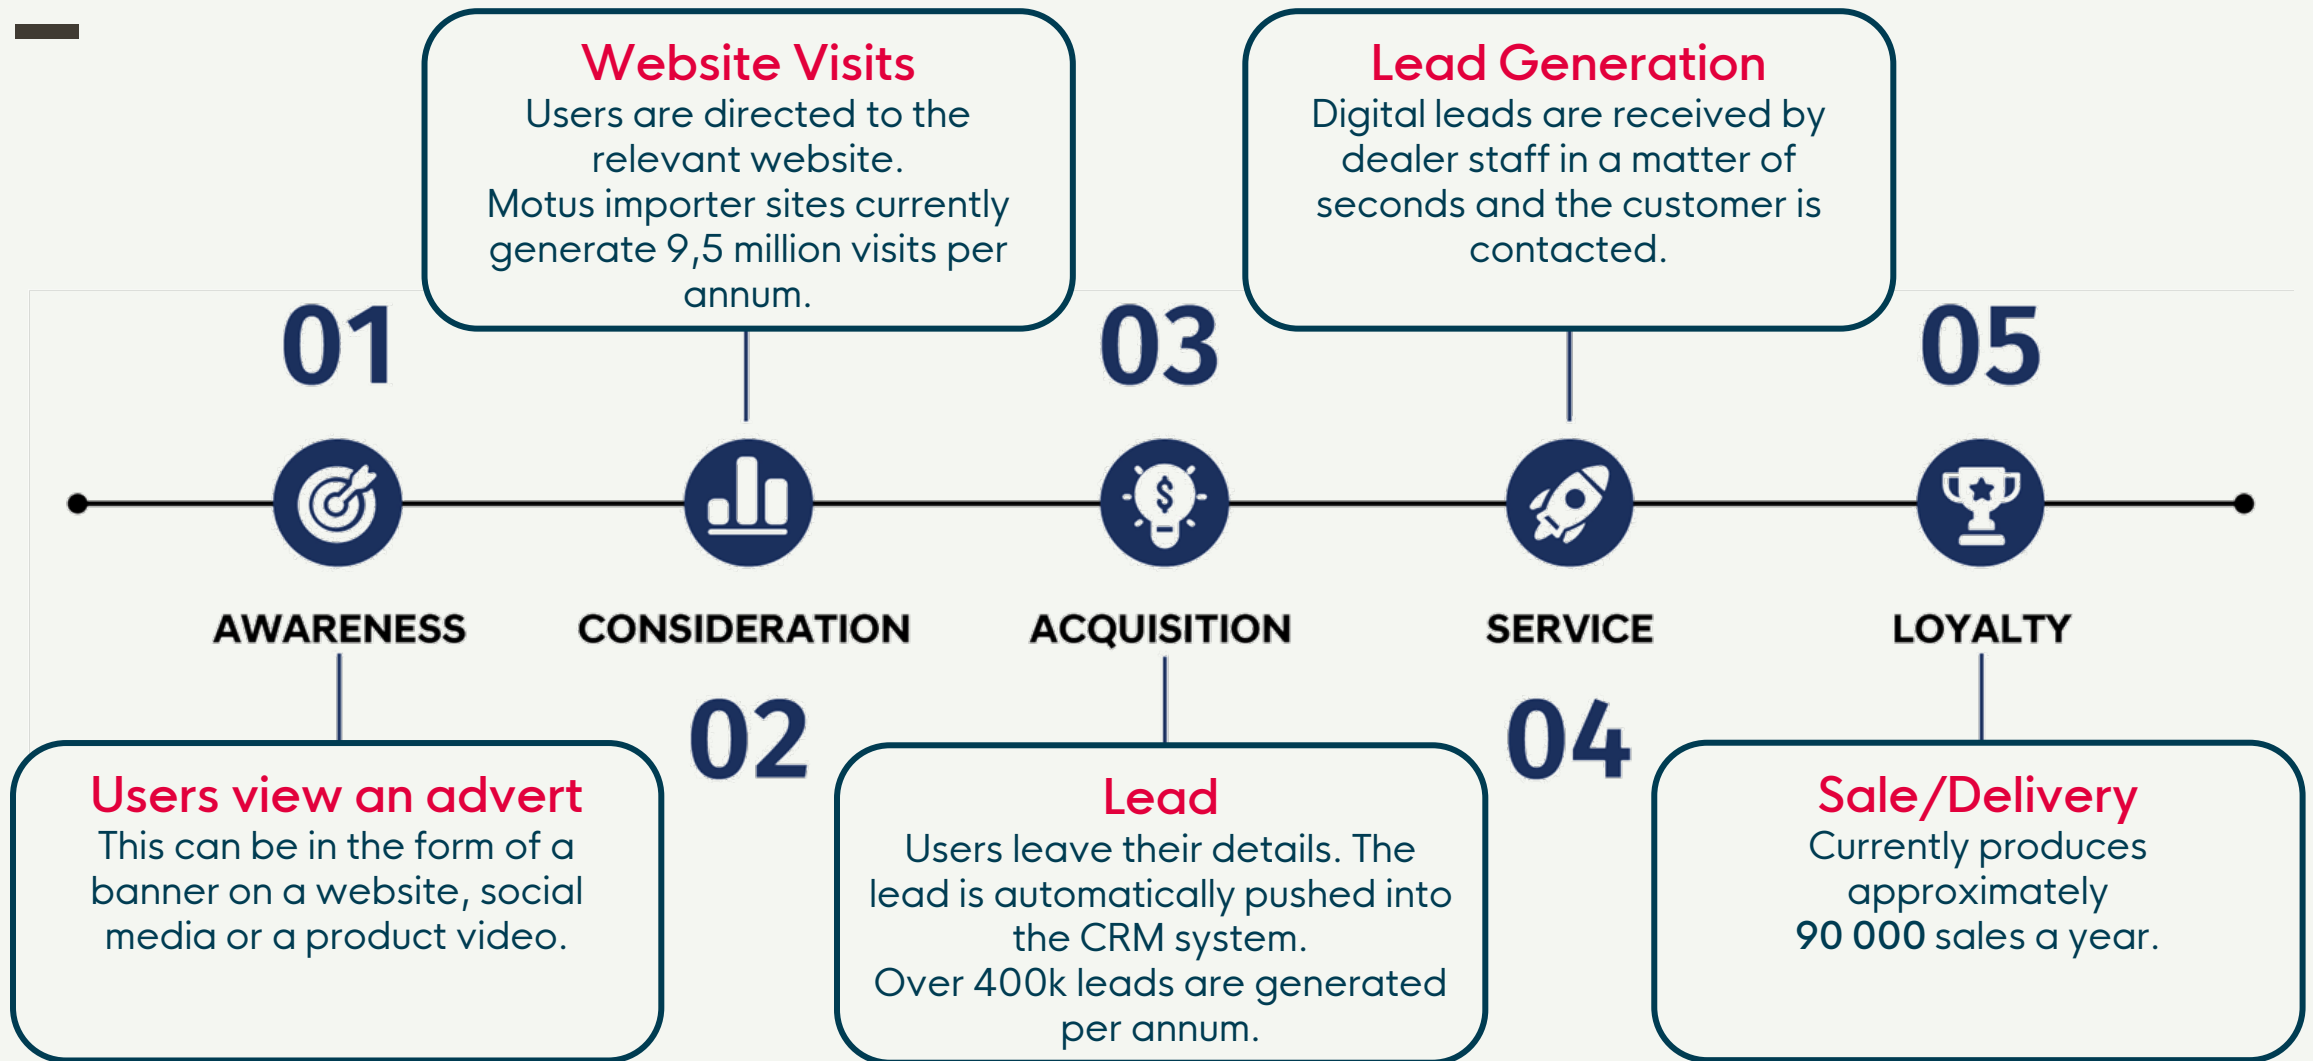 Website Visits
Users are directed to the
relevant website.
Motus importer sites currently
generate 9,5 million visits per
annum.
Lead Generation
Digital leads are received by
dealer staff in a matter of
seconds and the customer is
contacted.
01
03
05
$
AWARENESS
CONSIDERATION
ACQUISITION
SERVICE
LOYALTY
02
04
Users view an advert
This can be in the form of a
banner on a website, social
media or a product video.
Lead
Users leave their details. The
lead is automatically pushed into
the CRM system.
Over 400k leads are generated
per annum.
Sale/Delivery
Currently produces
approximately
90 000 sales a year.